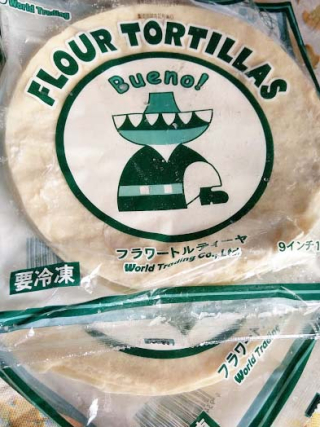 World Trading
FLOUR TORTILLAS
Bueno!
フラワートルティーヤ
World Trading Co., Ltd
9インチ1
要冷凍
フラワー
World Trading